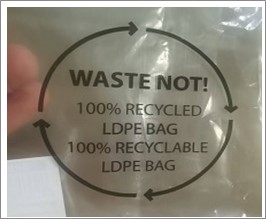 WASTE NOT!
100% RECYCLED
LDPE BAG
100% RECYCLABLE
LDPE BAG